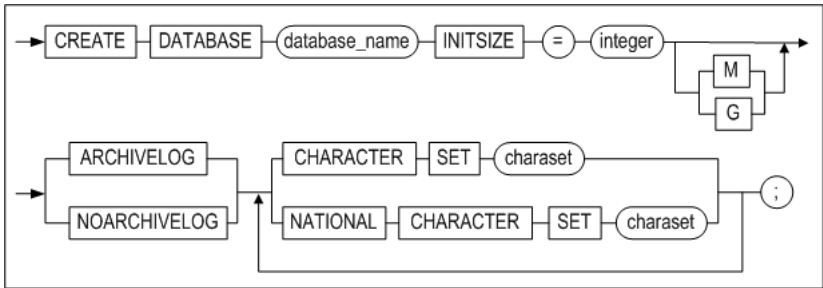 CREATE DATABASE database_name INITSIZE = integer
M
G
ARCHIVELOG CHARACTER SET charaset
NOARCHIVELOG NATIONAL CHARACTER SET charaset ;